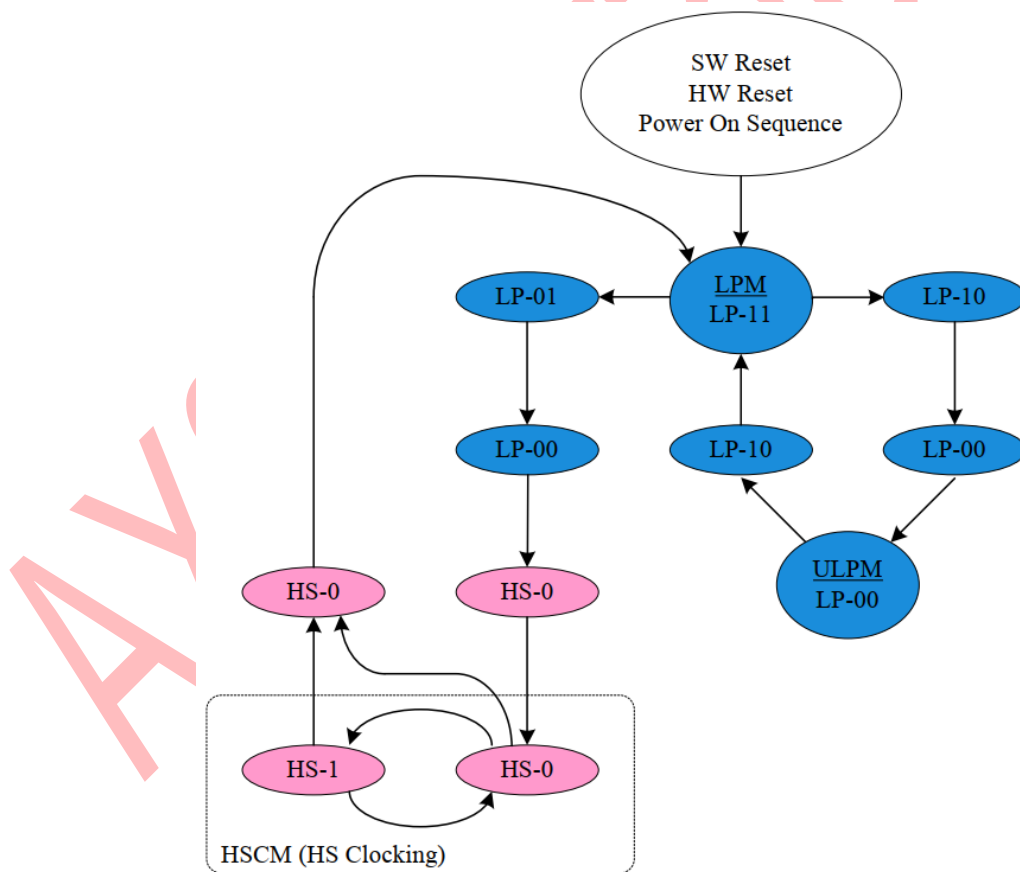 SW Reset
HW Reset
Power On Sequence
LP-01
LPM
LP-11
LP-10
LP-00
LP-10
LP-00
HS-0
HS-0
ULPM
LP-00
HS-1
HS-0
HSCM (HS Clocking)